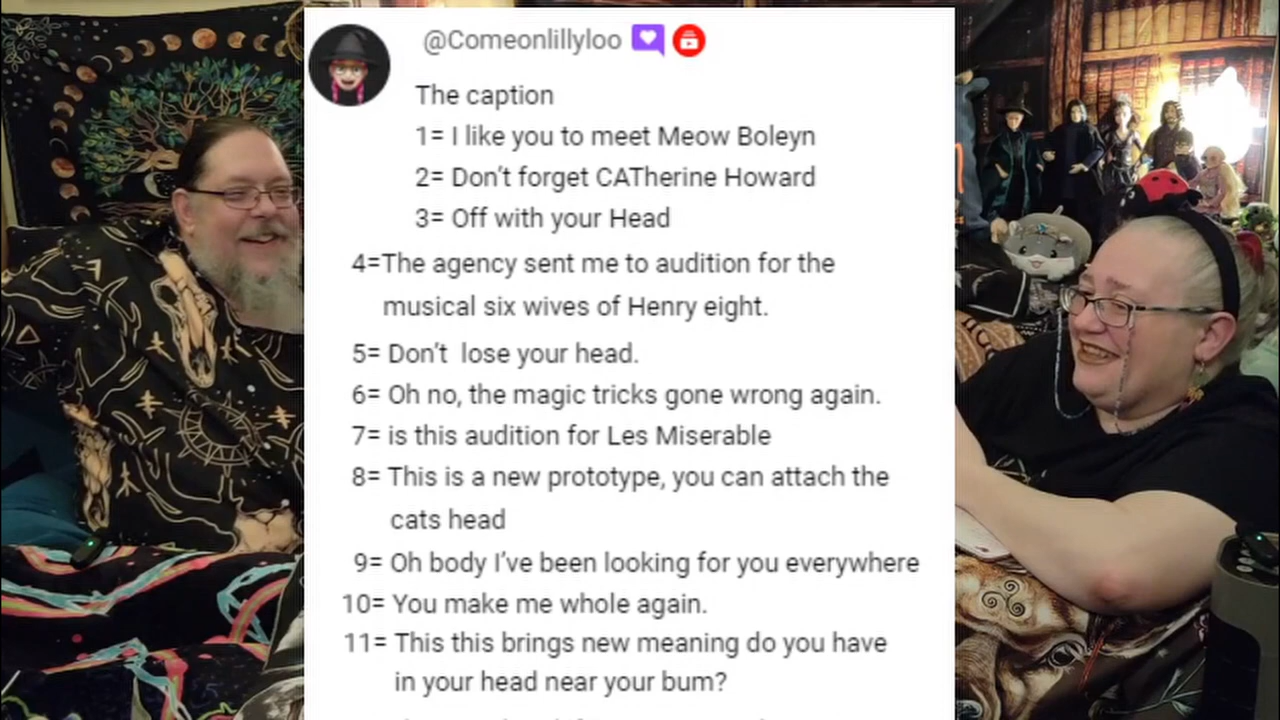 @Comeonlillyloo
The caption
1= I like you to meet Meow Boleyn
2= Don't forget CATherine Howard
3= Off with your Head
4=The agency sent me to audition for the
musical six wives of Henry eight.
5= Don't  lose your head.
6= Oh no, the magic tricks gone wrong again.
7= is this audition for Les Miserable
8= This is a new prototype, you can attach the
cats head
9= Oh body I've been looking for you everywhere
10= You make me whole again.
11= This this brings new meaning do you have
in your head near your bum?